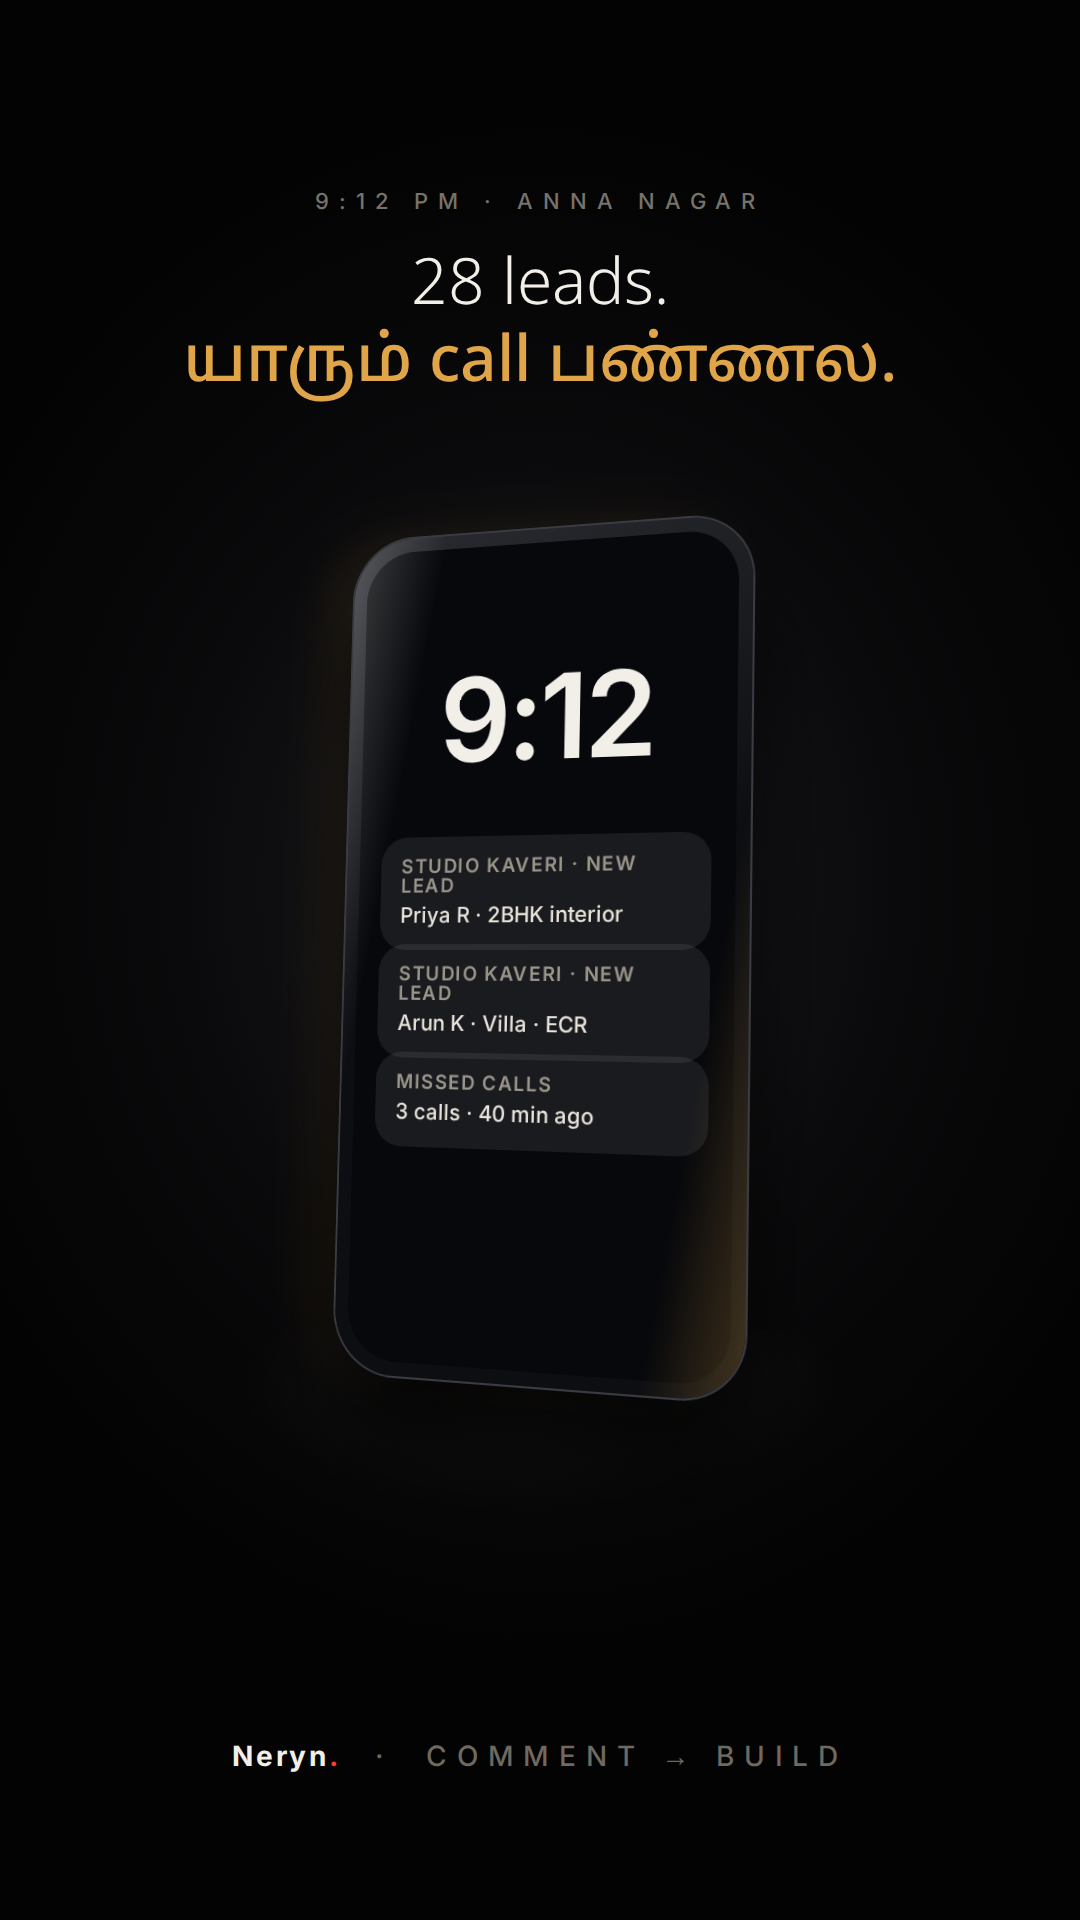 9:12 PM · ANNA NAGAR
28 leads.
யாரும் call பண்ணல.
9:12
STUDIO KAVERI · NEW
LEAD
Priya R · 2BHK interior
STUDIO KAVERI · NEW
LEAD
Arun K · Villa · ECR
MISSED CALLS
3 calls · 40 min ago
Neryn. · COMMENT → BUILD